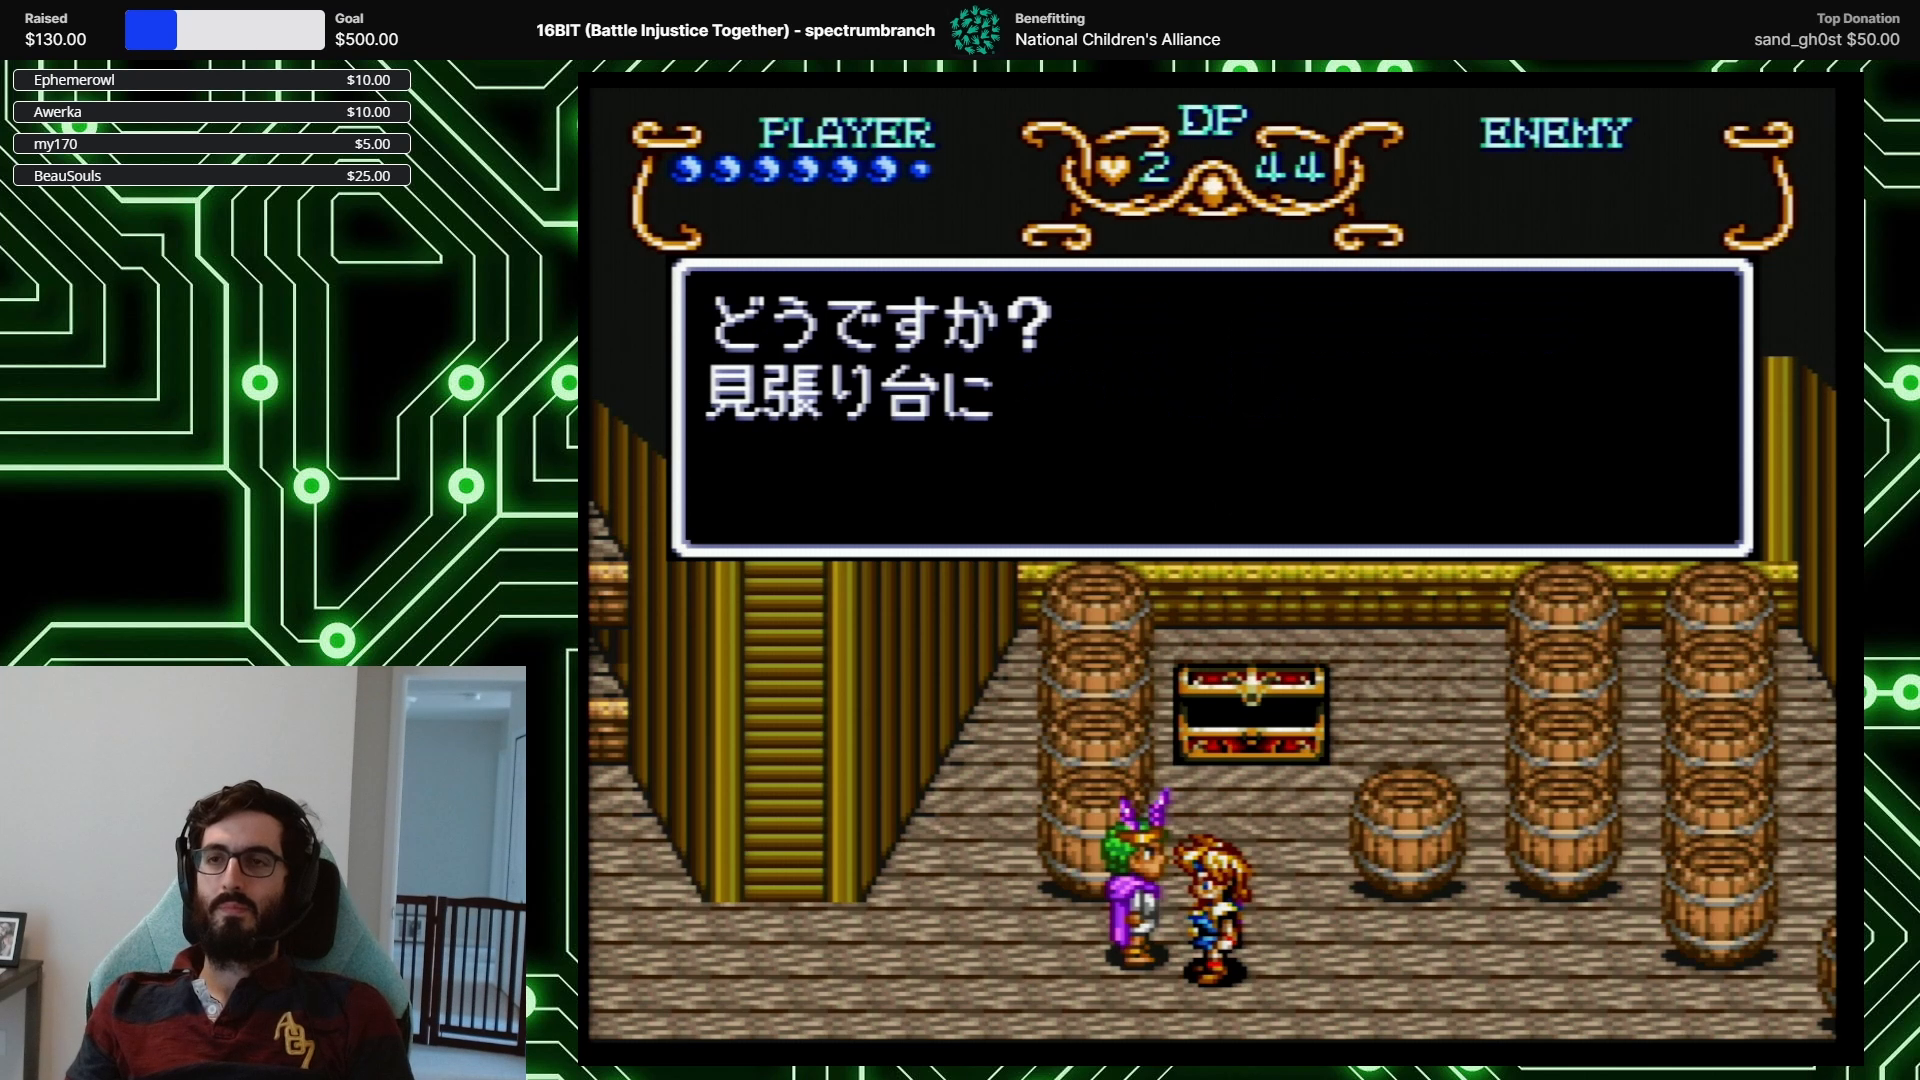 Raised
$130.00
Goal
$500.00
16BIT (Battle Injustice Together) - spectrumbranch
Benefitting
National Children's Alliance
Top Donation
sand_gh0st $50.00
Ephemerowl $10.00
Awerka $10.00
my170 $5.00
BeauSouls $25.00
PLAYER
DP
2 44
ENEMY
どうですか?
見張り台に